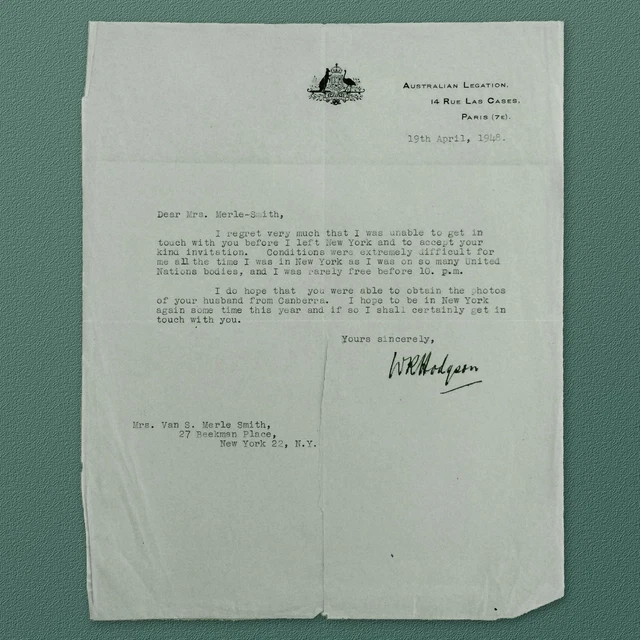 Australian Legation,
14 Rue Las Cases,
Paris (7e).
19th April, 1948.
Dear Mrs. Merle-Smith,
I regret very much that I was unable to get in
touch with you before I left New York and to accept your
kind invitation. Conditions were extremely difficult for
me all the time I was in New York as I was on so many United
Nations bodies, and I was rarely free before 10. p.m.
I do hope that you were able to obtain the photos
of your husband from Canberra. I hope to be in New York
again some time this year and if so I shall certainly get in
touch with you.
Yours sincerely,
WRHodgson
Mrs. Van S. Merle Smith,
27 Beekman Place,
New York 22, N.Y.